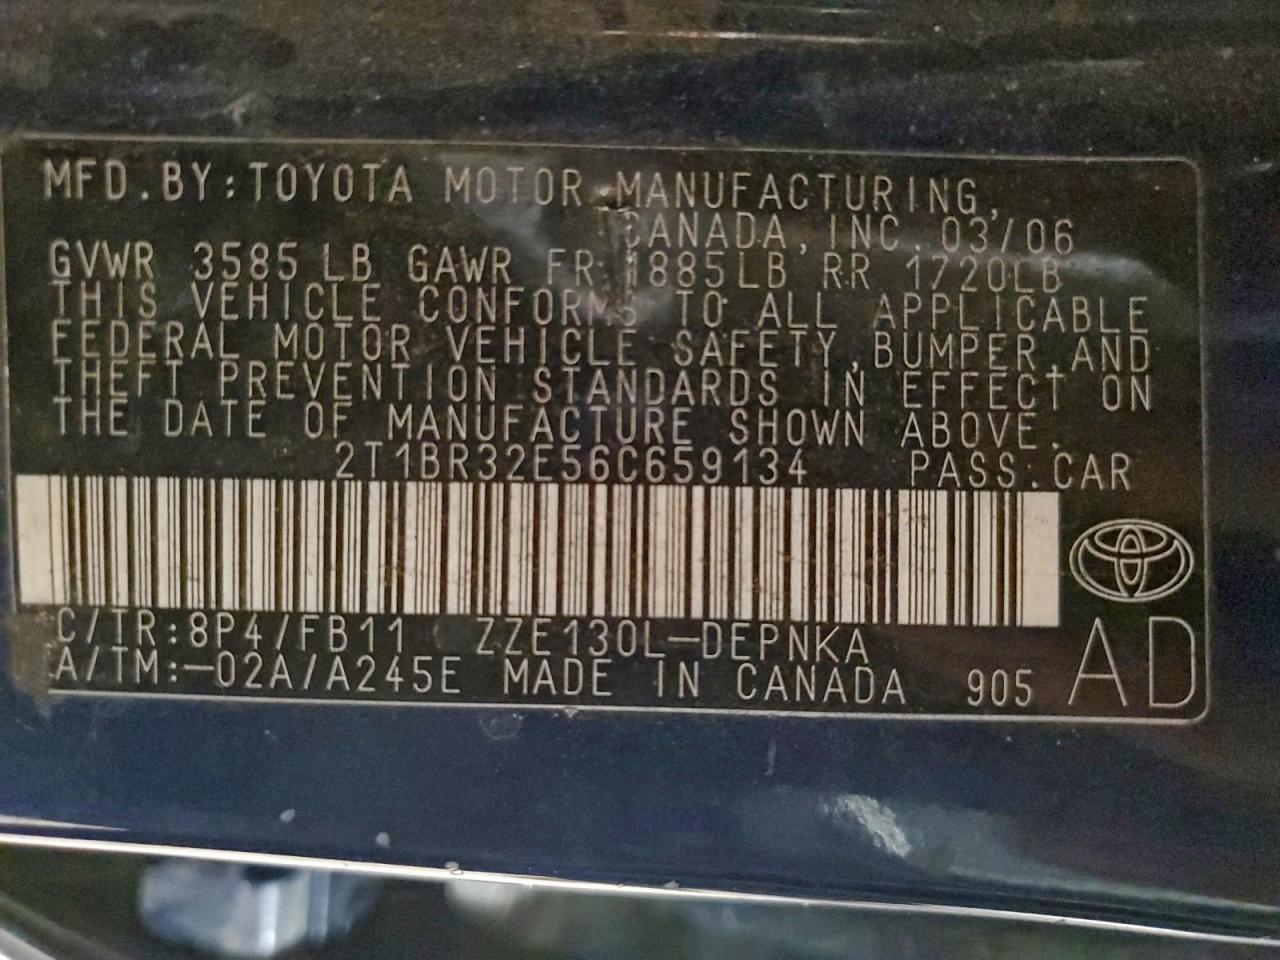 MFD.BY:TOYOTA MOTOR MANUFACTURING,
CANADA, INC. 03/06
GVWR 3585LB GAWR FR 1885LB RR 1720LB
THIS VEHICLE CONFORMS TO ALL APPLICABLE
FEDERAL MOTOR VEHICLE SAFETY,BUMPER,AND
THEFT PREVENTION STANDARDS IN EFFECT ON
THE DATE OF MANUFACTURE SHOWN ABOVE.
2T1BR32E56C659134 PASS.CAR
C/TR:8P4/FB11 ZZE130L-DEPNKA
A/TM:-02A/A245E MADE IN CANADA 905 AD